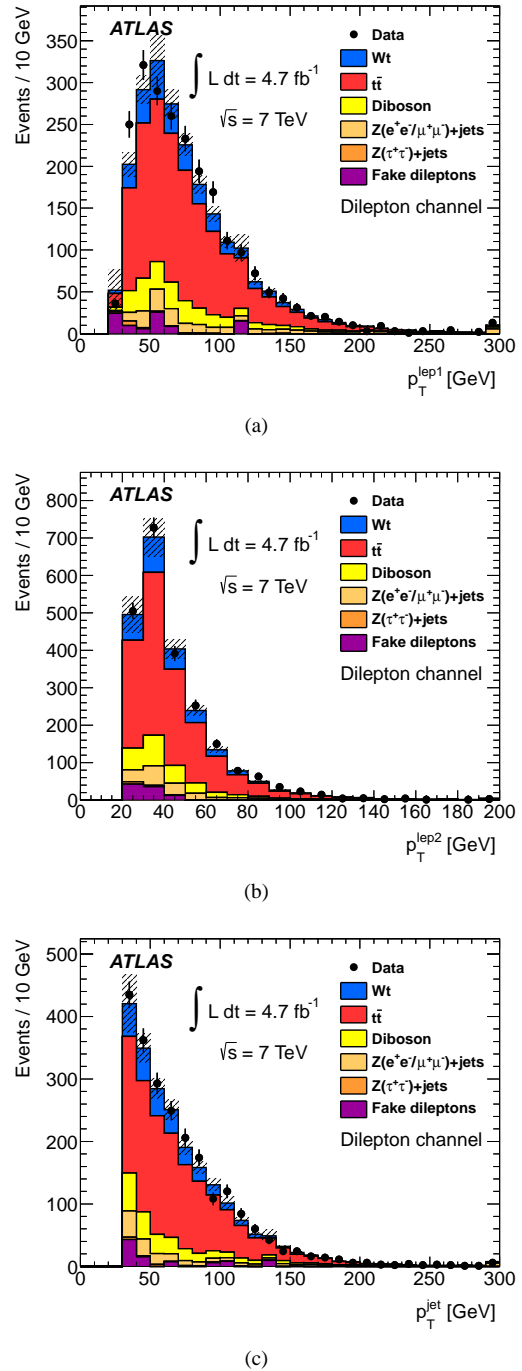 ATLAS
∫ L dt = 4.7 fb⁻¹
√s = 7 TeV
Data
Wt
tt̄
Diboson
Z(e⁺e⁻/μ⁺μ⁻)+jets
Z(τ⁺τ⁻)+jets
Fake dileptons
Dilepton channel
Events / 10 GeV
350
300
250
200
150
100
50
0
0 50 100 150 200 250 300
p_T^lep1 [GeV]
(a)
ATLAS
∫ L dt = 4.7 fb⁻¹
√s = 7 TeV
Data
Wt
tt̄
Diboson
Z(e⁺e⁻/μ⁺μ⁻)+jets
Z(τ⁺τ⁻)+jets
Fake dileptons
Dilepton channel
Events / 10 GeV
800
700
600
500
400
300
200
100
0
0 20 40 60 80 100 120 140 160 180 200
p_T^lep2 [GeV]
(b)
ATLAS
∫ L dt = 4.7 fb⁻¹
√s = 7 TeV
Data
Wt
tt̄
Diboson
Z(e⁺e⁻/μ⁺μ⁻)+jets
Z(τ⁺τ⁻)+jets
Fake dileptons
Dilepton channel
Events / 10 GeV
500
400
300
200
100
0
0 50 100 150 200 250 300
p_T^jet [GeV]
(c)